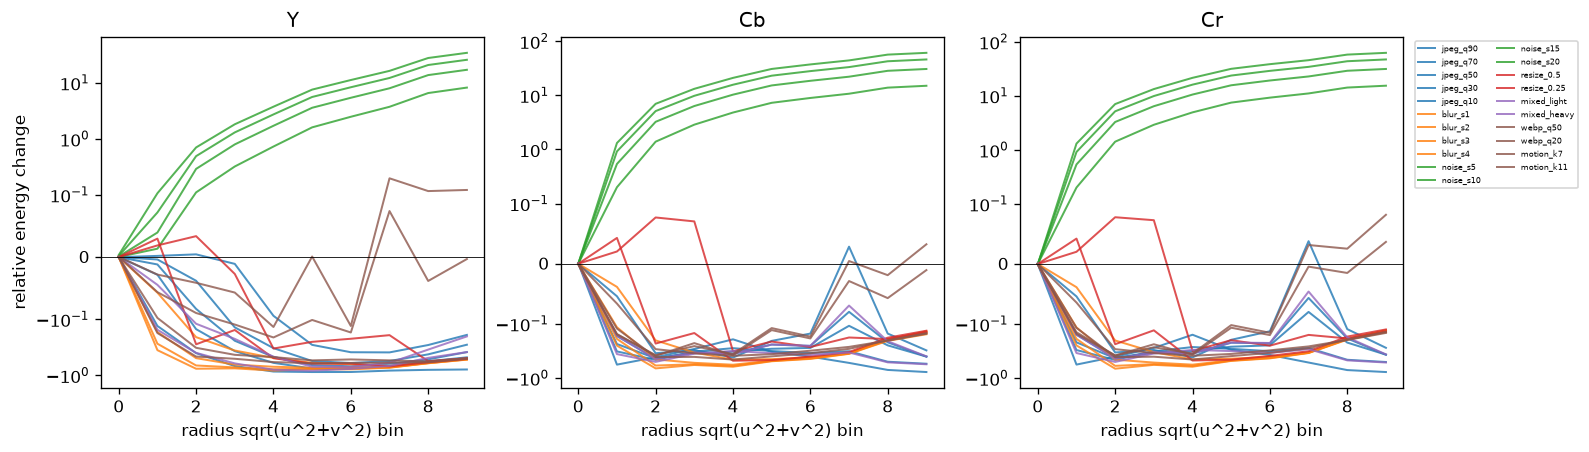 Y
Cb
Cr
relative energy change
10^1
10^0
10^-1
0
−10^-1
−10^0
0 2 4 6 8
radius sqrt(u^2+v^2) bin
10^2
10^1
10^0
10^-1
0
−10^-1
−10^0
0 2 4 6 8
radius sqrt(u^2+v^2) bin
10^2
10^1
10^0
10^-1
0
−10^-1
−10^0
0 2 4 6 8
radius sqrt(u^2+v^2) bin
jpeg_q90
jpeg_q70
jpeg_q50
jpeg_q30
jpeg_q10
blur_s1
blur_s2
blur_s3
blur_s4
noise_s5
noise_s10
noise_s15
noise_s20
resize_0.5
resize_0.25
mixed_light
mixed_heavy
webp_q50
webp_q20
motion_k7
motion_k11